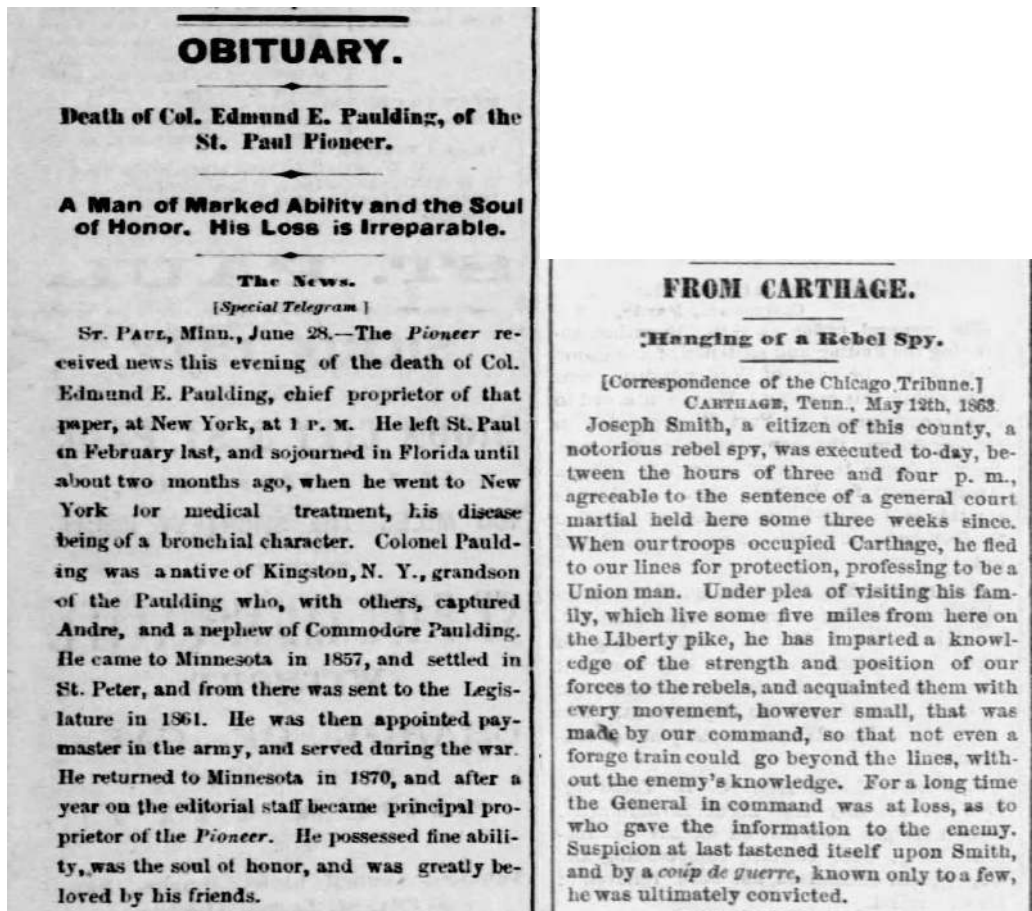 OBITUARY.
Death of Col. Edmund E. Paulding, of the
St. Paul Pioneer.
A Man of Marked Ability and the Soul
of Honor. His Loss is Irreparable.
The News.
[Special Telegram]
ST. PAUL, Minn., June 28.—The Pioneer re-
ceived news this evening of the death of Col.
Edmund E. Paulding, chief proprietor of that
paper, at New York, at 1 P. M. He left St. Paul
in February last, and sojourned in Florida until
about two months ago, when he went to New
York for medical treatment, his disease
being of a bronchial character. Colonel Pauld-
ing was a native of Kingston, N. Y., grandson
of the Paulding who, with others, captured
Andre, and a nephew of Commodore Paulding.
He came to Minnesota in 1857, and settled in
St. Peter, and from there was sent to the Legis-
lature in 1861. He was then appointed pay-
master in the army, and served during the war.
He returned to Minnesota in 1870, and after a
year on the editorial staff became principal pro-
prietor of the Pioneer. He possessed fine abili-
ty, was the soul of honor, and was greatly be-
loved by his friends.
FROM CARTHAGE.
Hanging of a Rebel Spy.
[Correspondence of the Chicago Tribune.]
CARTHAGE, Tenn., May 12th, 1863.
Joseph Smith, a citizen of this county, a
notorious rebel spy, was executed to-day, be-
tween the hours of three and four p. m.,
agreeable to the sentence of a general court
martial held here some three weeks since.
When our troops occupied Carthage, he fled
to our lines for protection, professing to be a
Union man. Under plea of visiting his fam-
ily, which live some five miles from here on
the Liberty pike, he has imparted a knowl-
edge of the strength and position of our
forces to the rebels, and acquainted them with
every movement, however small, that was
made by our command, so that not even a
forage train could go beyond the lines, with-
out the enemy's knowledge. For a long time
the General in command was at loss, as to
who gave the information to the enemy.
Suspicion at last fastened itself upon Smith,
and by a coup de guerre, known only to a few,
he was ultimately convicted.